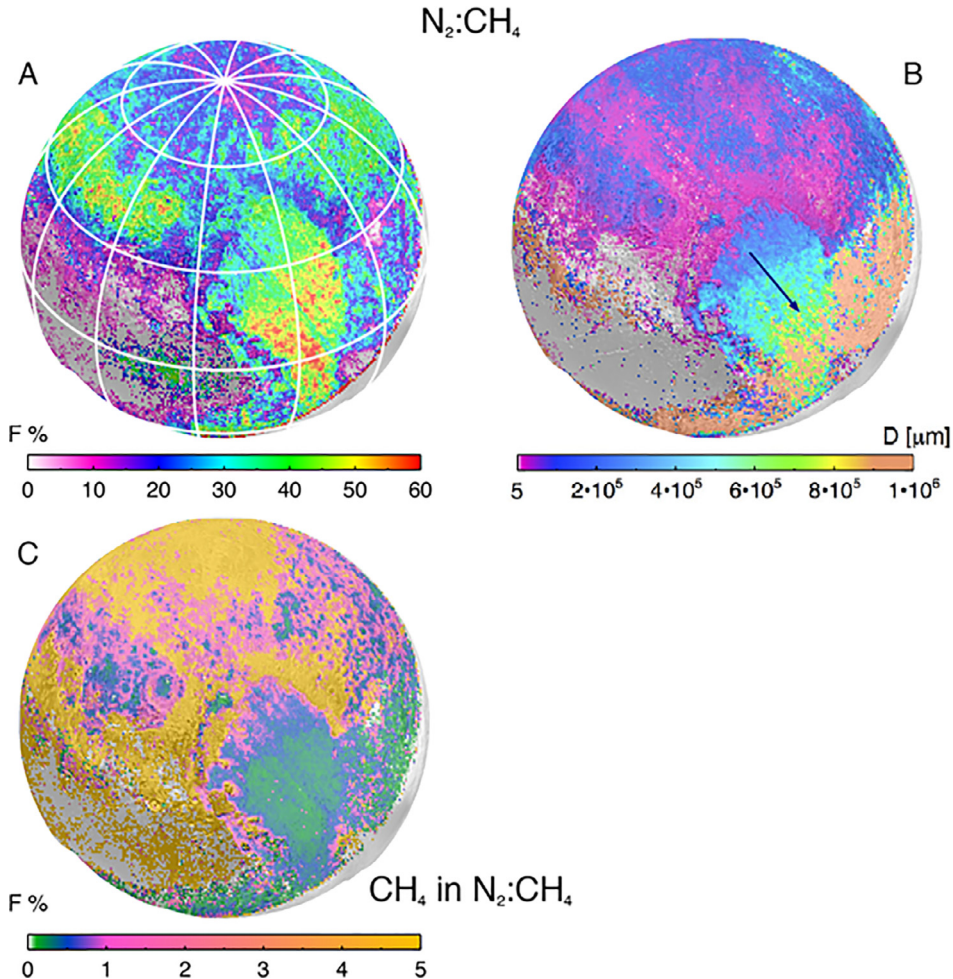 N₂:CH₄
A
B
F %
0 10 20 30 40 50 60
D [μm]
5 2•10⁵ 4•10⁵ 6•10⁵ 8•10⁵ 1•10⁶
C
CH₄ in N₂:CH₄
F %
0 1 2 3 4 5